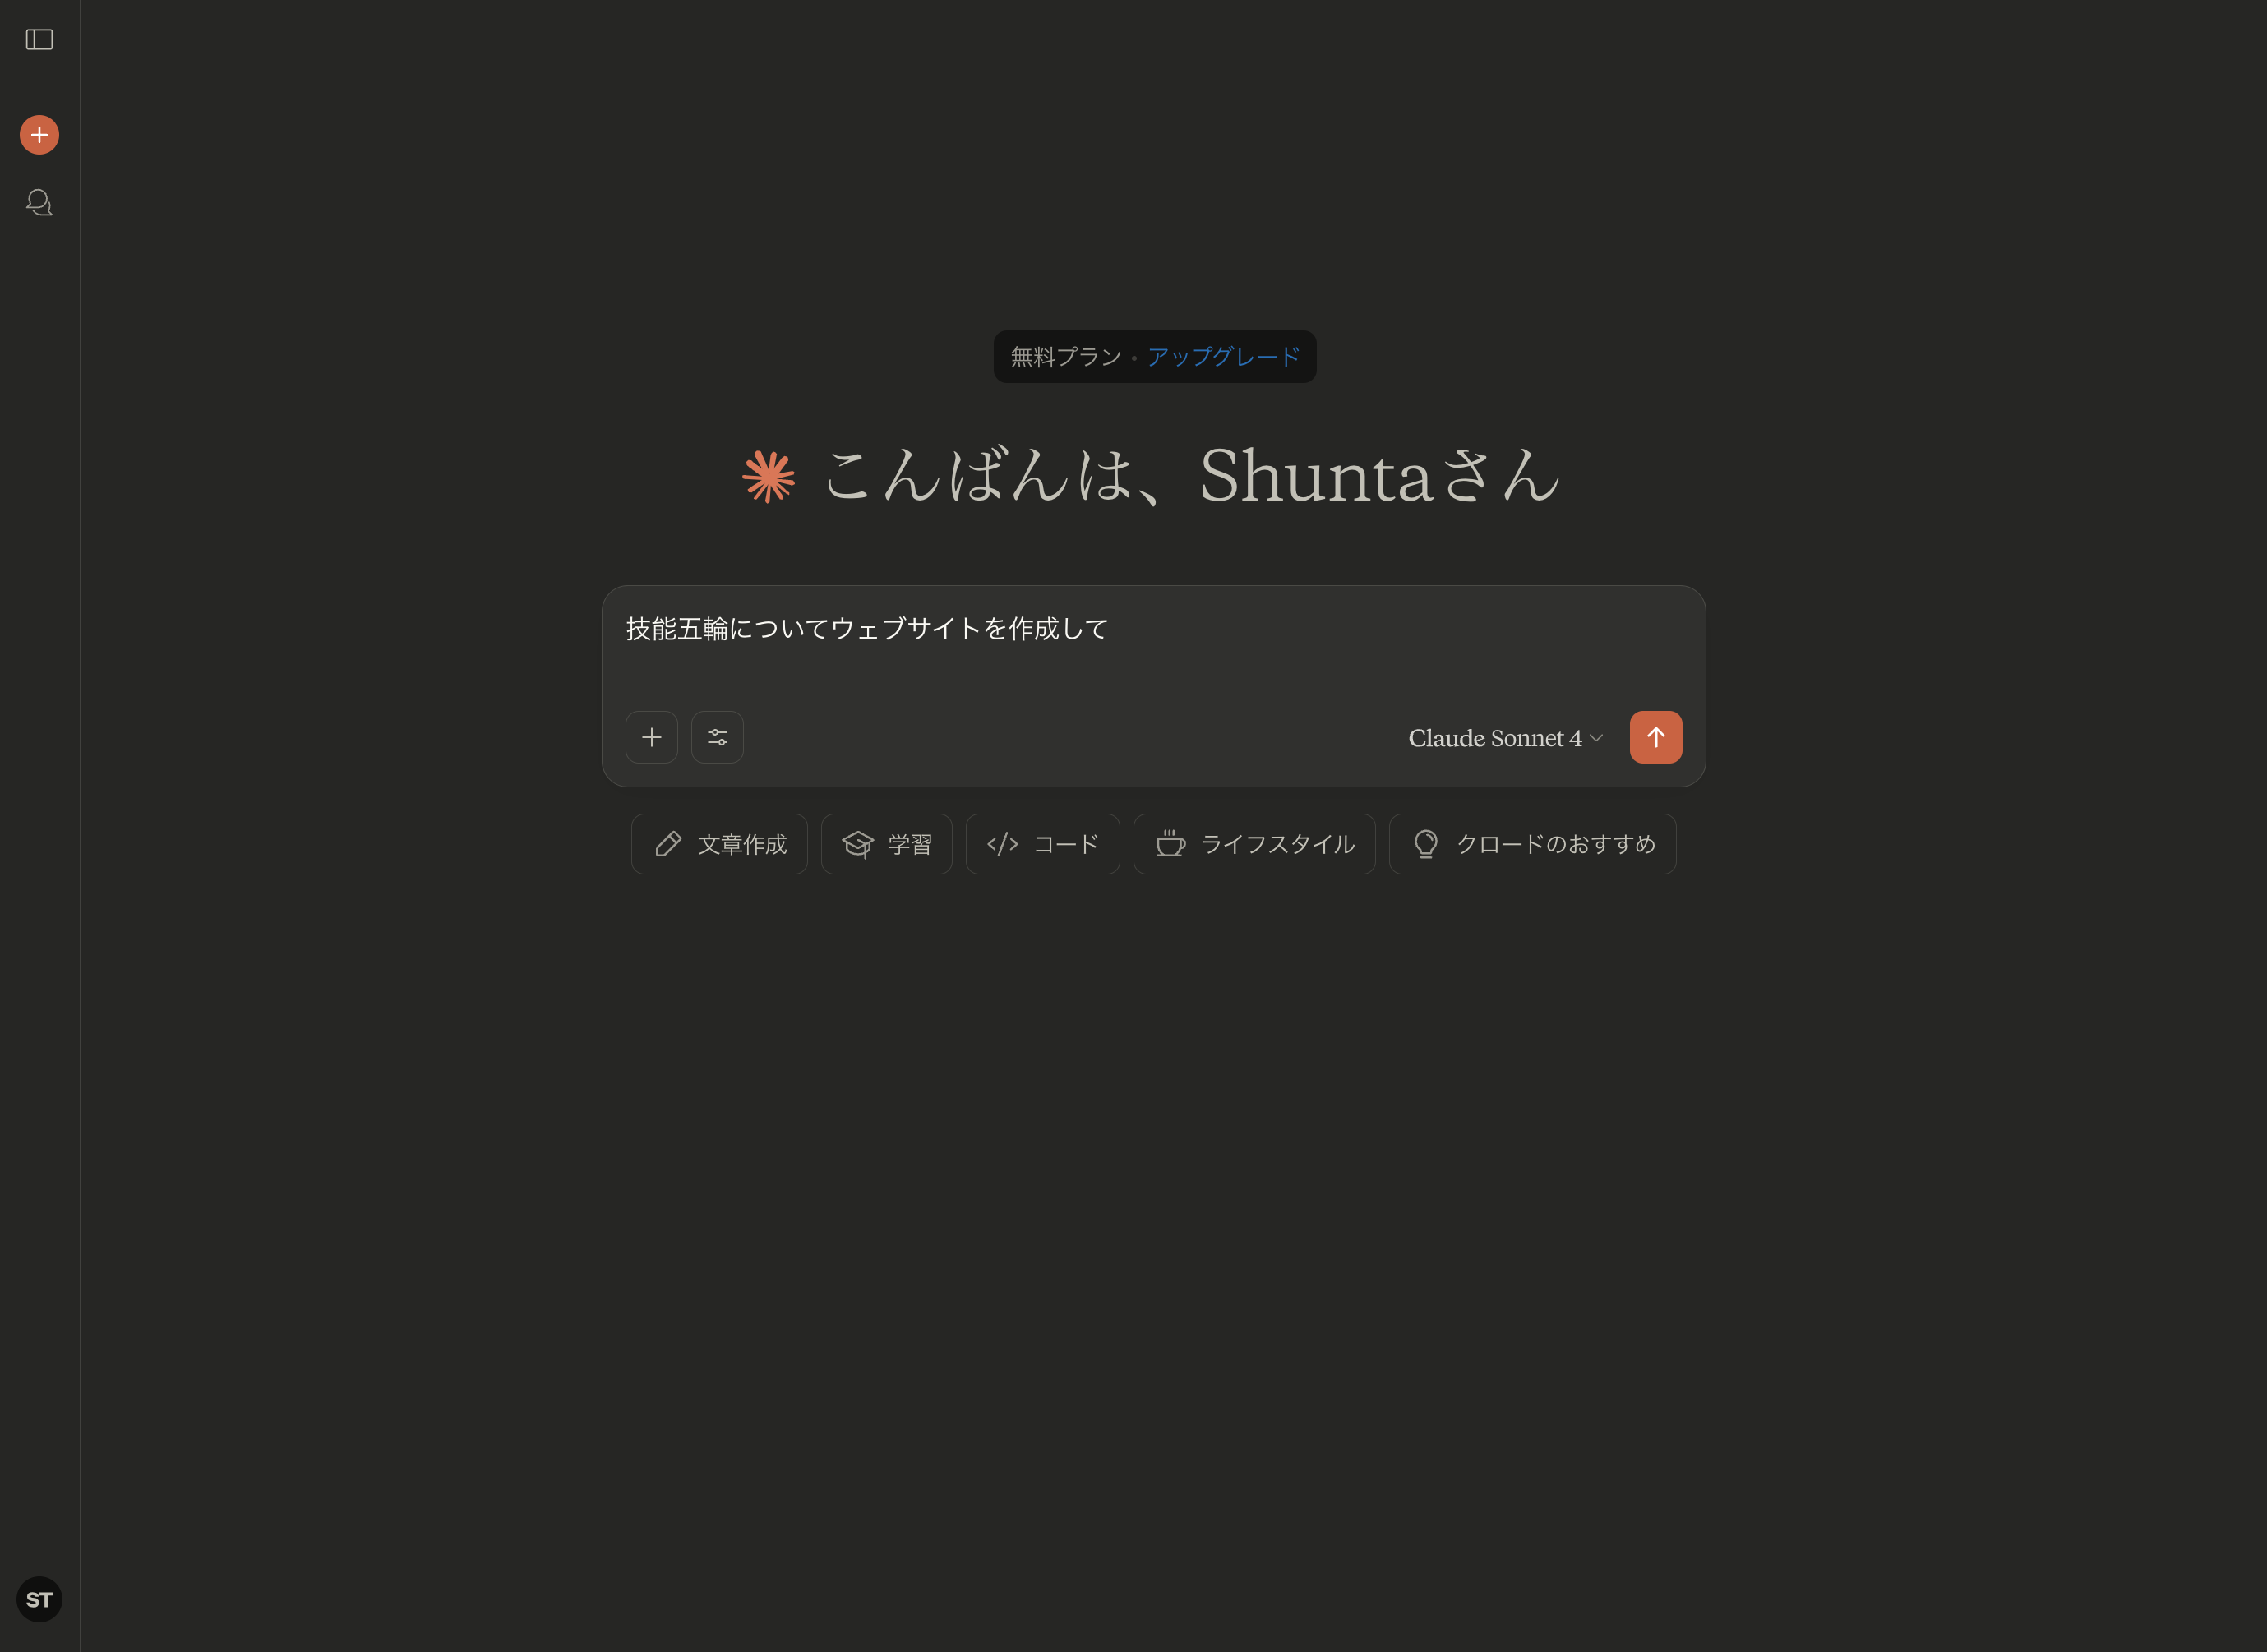 無料プラン • アップグレード
こんばんは、Shuntaさん
技能五輪についてウェブサイトを作成して
Claude Sonnet 4
文章作成 学習 コード ライフスタイル クロードのおすすめ
ST